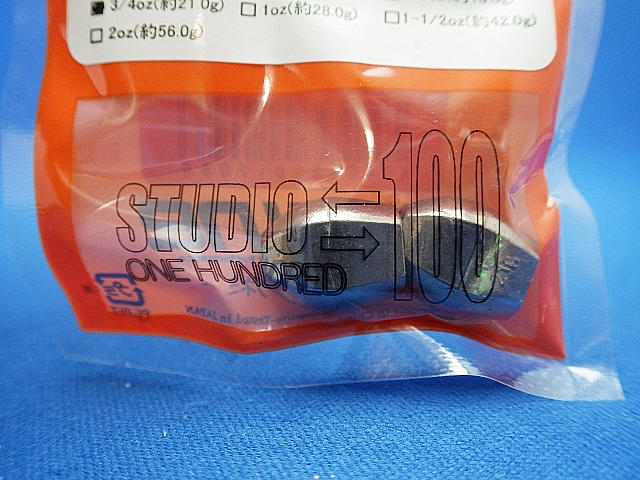 ■ 3/4oz(約21.0g) □ 1oz(約28.0g) □ 1-1/2oz(約42.0g)
□ 2oz(約56.0g)
STUDIO 100
ONE HUNDRED